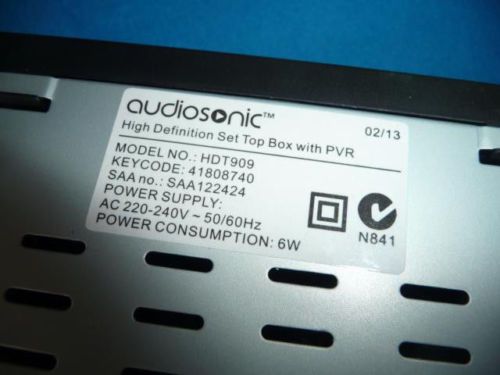 audiosonic™ 02/13
High Definition Set Top Box with PVR
MODEL NO.: HDT909
KEYCODE: 41808740
SAA no.: SAA122424
POWER SUPPLY:
AC 220-240V ~ 50/60Hz
POWER CONSUMPTION: 6W
N841